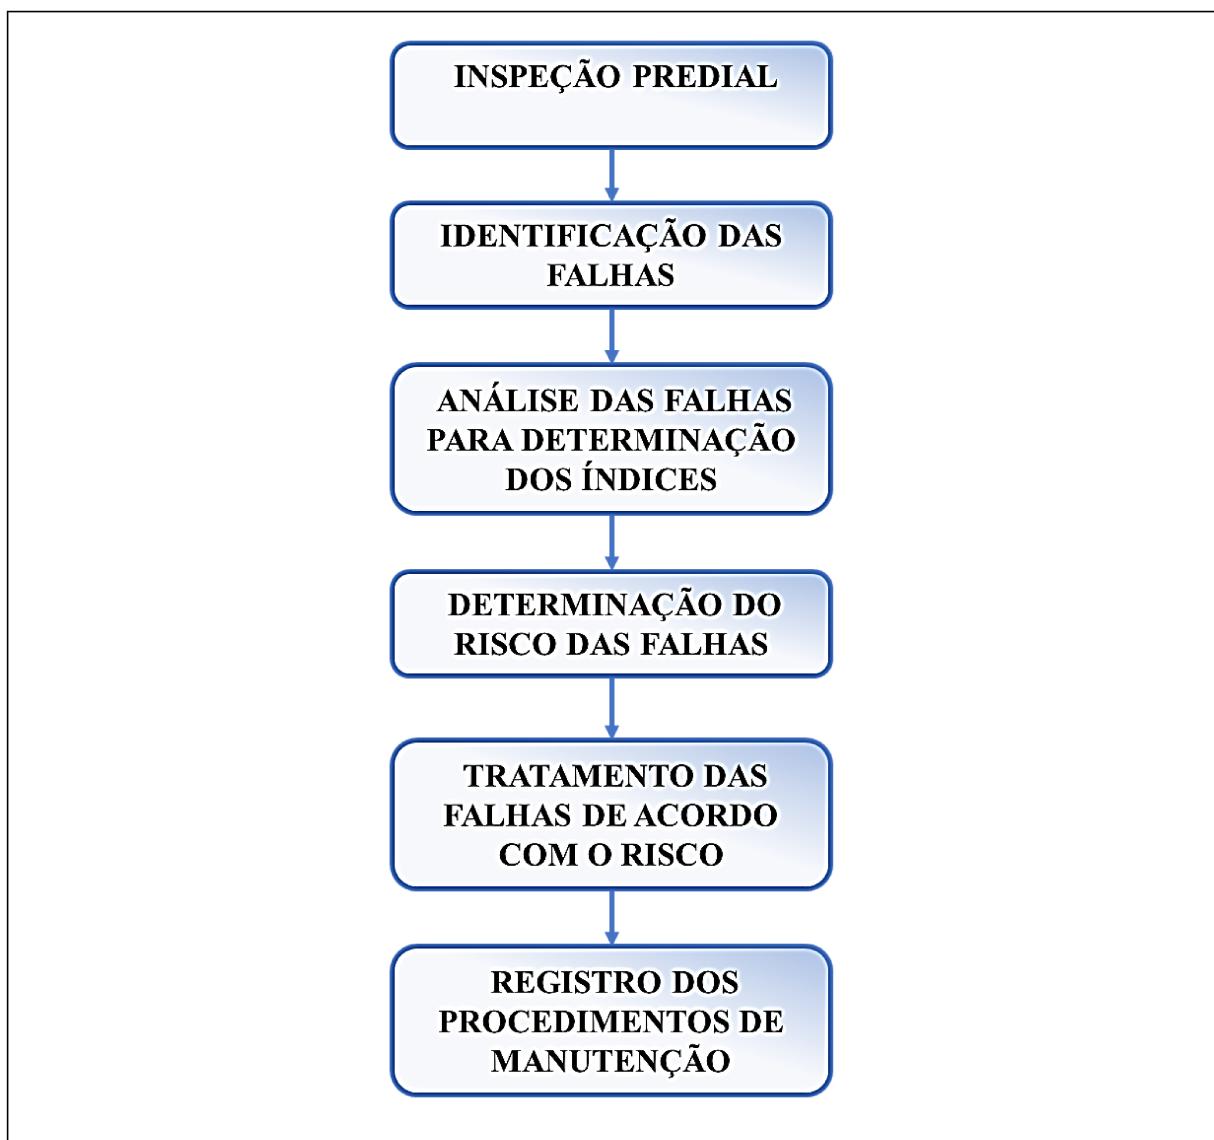 INSPEÇÃO PREDIAL
IDENTIFICAÇÃO DAS
FALHAS
ANÁLISE DAS FALHAS
PARA DETERMINAÇÃO
DOS ÍNDICES
DETERMINAÇÃO DO
RISCO DAS FALHAS
TRATAMENTO DAS
FALHAS DE ACORDO
COM O RISCO
REGISTRO DOS
PROCEDIMENTOS DE
MANUTENÇÃO